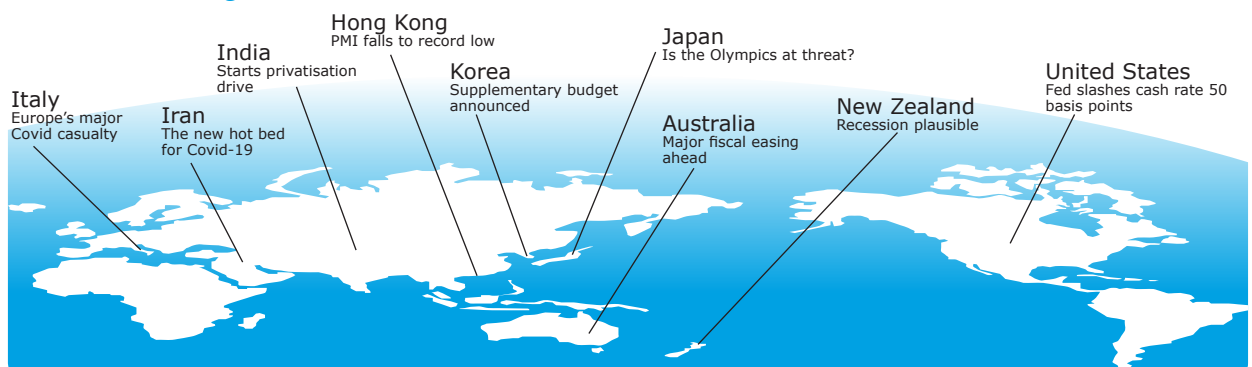 Italy
Europe's major
Covid casualty
Iran
The new hot bed
for Covid-19
India
Starts privatisation
drive
Hong Kong
PMI falls to record low
Korea
Supplementary budget
announced
Japan
Is the Olympics at threat?
Australia
Major fiscal easing
ahead
New Zealand
Recession plausible
United States
Fed slashes cash rate 50
basis points